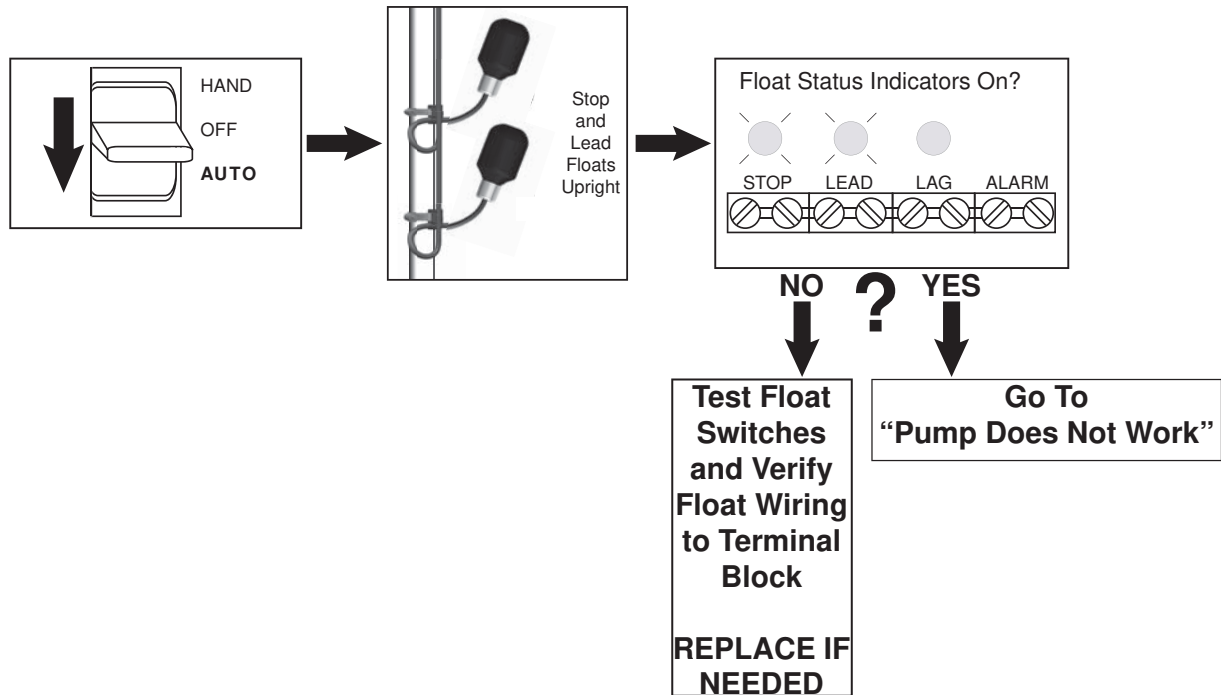 HAND
OFF
AUTO
Stop
and
Lead
Floats
Upright
Float Status Indicators On?
STOP LEAD LAG ALARM
NO ? YES
Test Float
Switches
and Verify
Float Wiring
to Terminal
Block
REPLACE IF
NEEDED
Go To
“Pump Does Not Work”